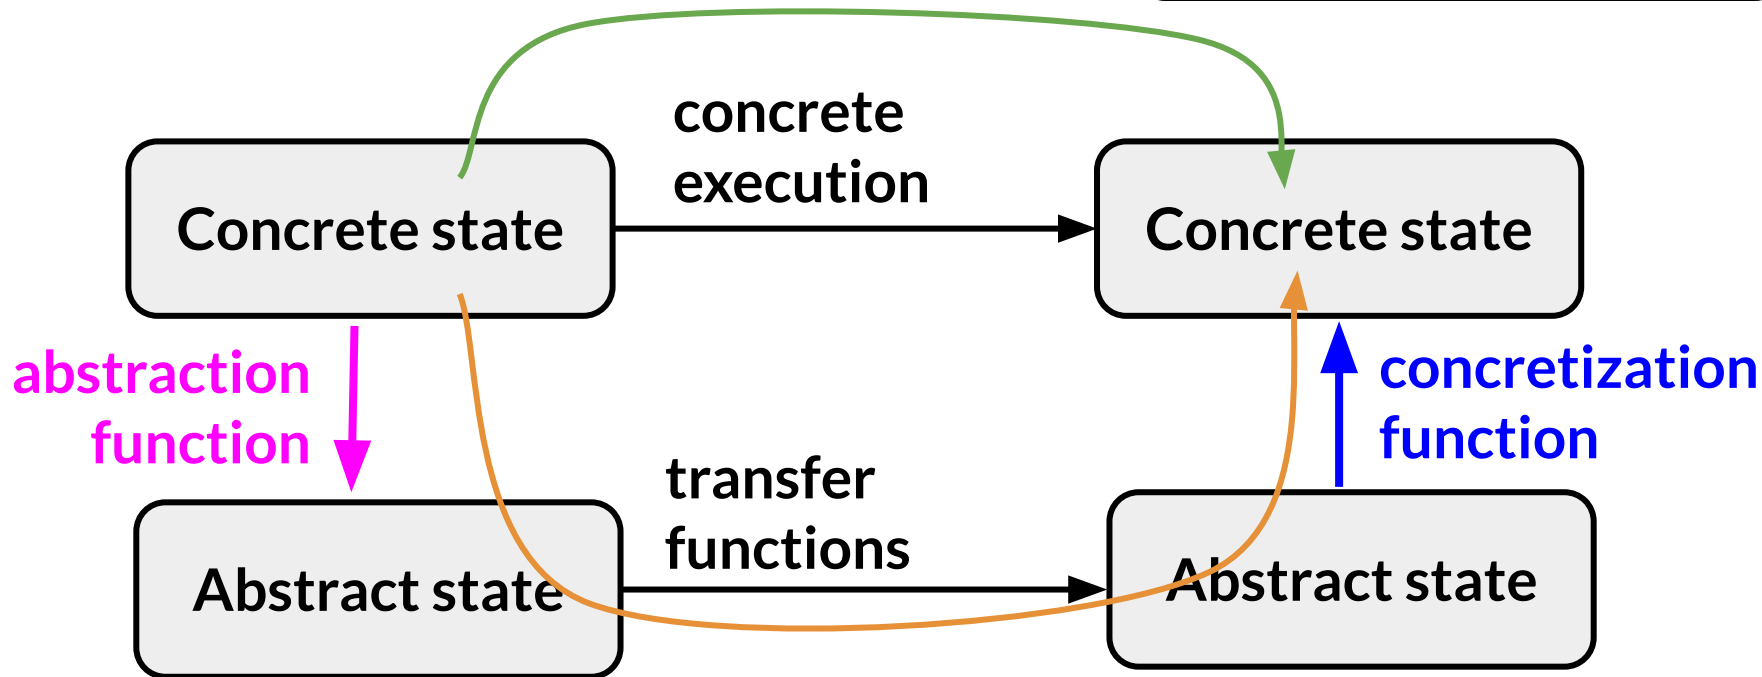 concrete
execution
Concrete state
Concrete state
abstraction
function
concretization
function
transfer
functions
Abstract state
Abstract state